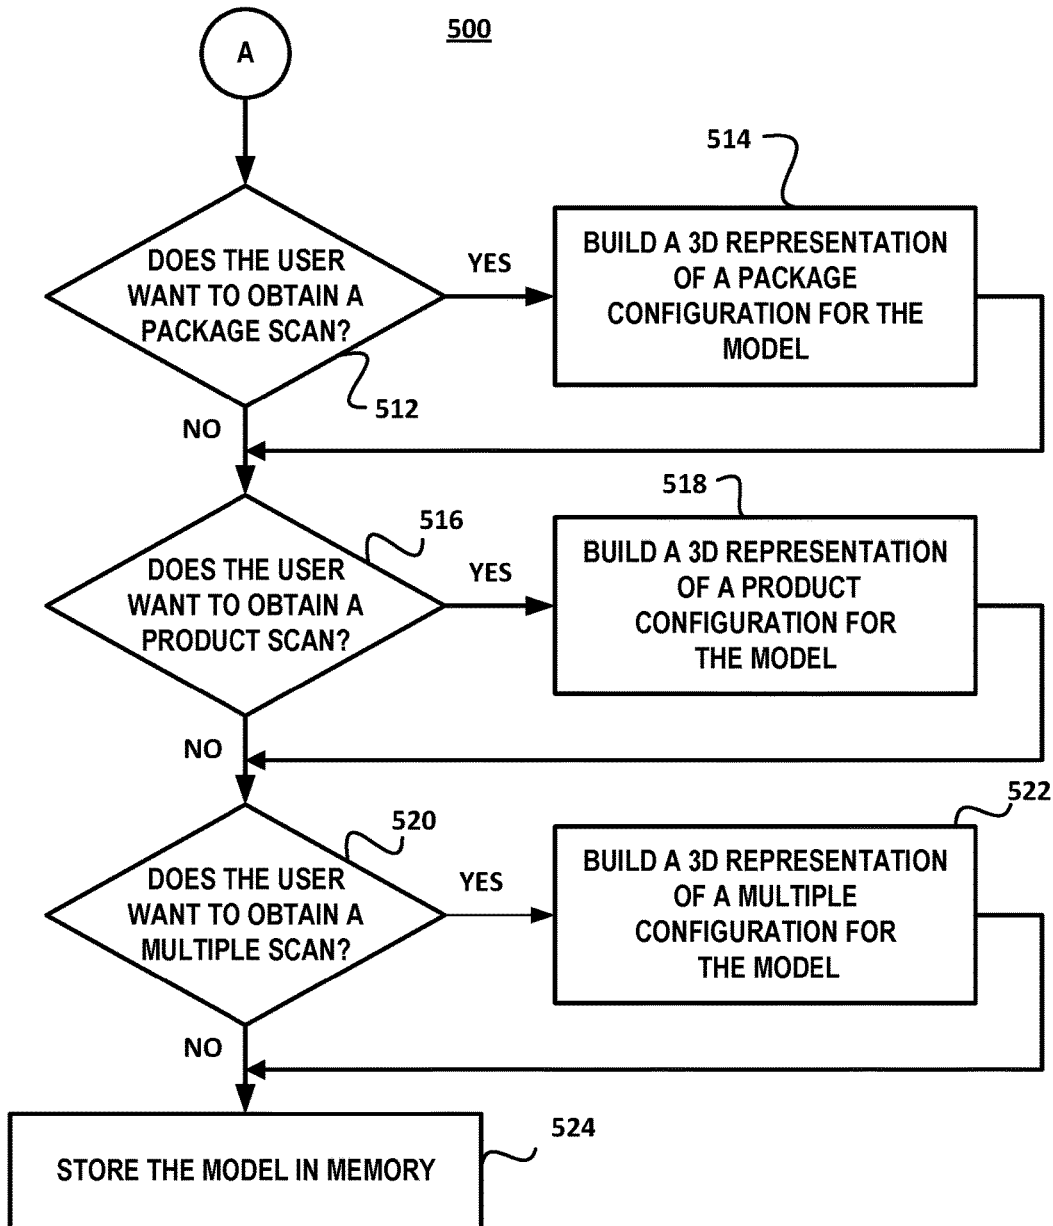 500
A
514
DOES THE USER
WANT TO OBTAIN A
PACKAGE SCAN?
YES
BUILD A 3D REPRESENTATION
OF A PACKAGE
CONFIGURATION FOR THE
MODEL
512
NO
518
516
DOES THE USER
WANT TO OBTAIN A
PRODUCT SCAN?
YES
BUILD A 3D REPRESENTATION
OF A PRODUCT
CONFIGURATION FOR
THE MODEL
NO
522
520
DOES THE USER
WANT TO OBTAIN A
MULTIPLE SCAN?
YES
BUILD A 3D REPRESENTATION
OF A MULTIPLE
CONFIGURATION FOR
THE MODEL
NO
524
STORE THE MODEL IN MEMORY